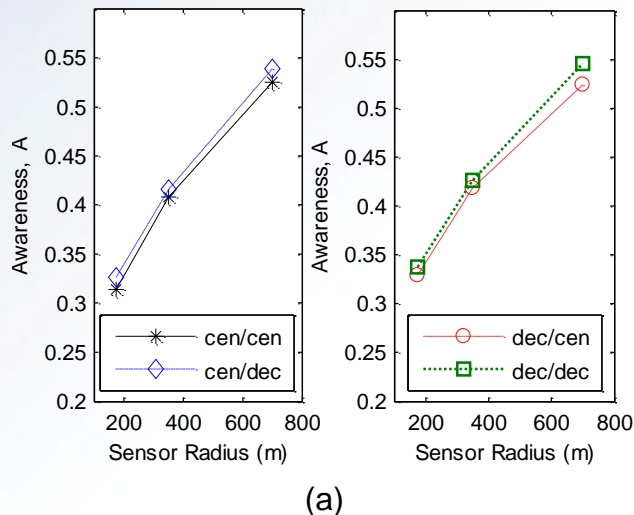 0.55
0.5
0.45
0.4
0.35
0.3
0.25
0.2
Awareness, A
cen/cen
cen/dec
200 400 600 800
Sensor Radius (m)
0.55
0.5
0.45
0.4
0.35
0.3
0.25
0.2
Awareness, A
dec/cen
dec/dec
200 400 600 800
Sensor Radius (m)
(a)